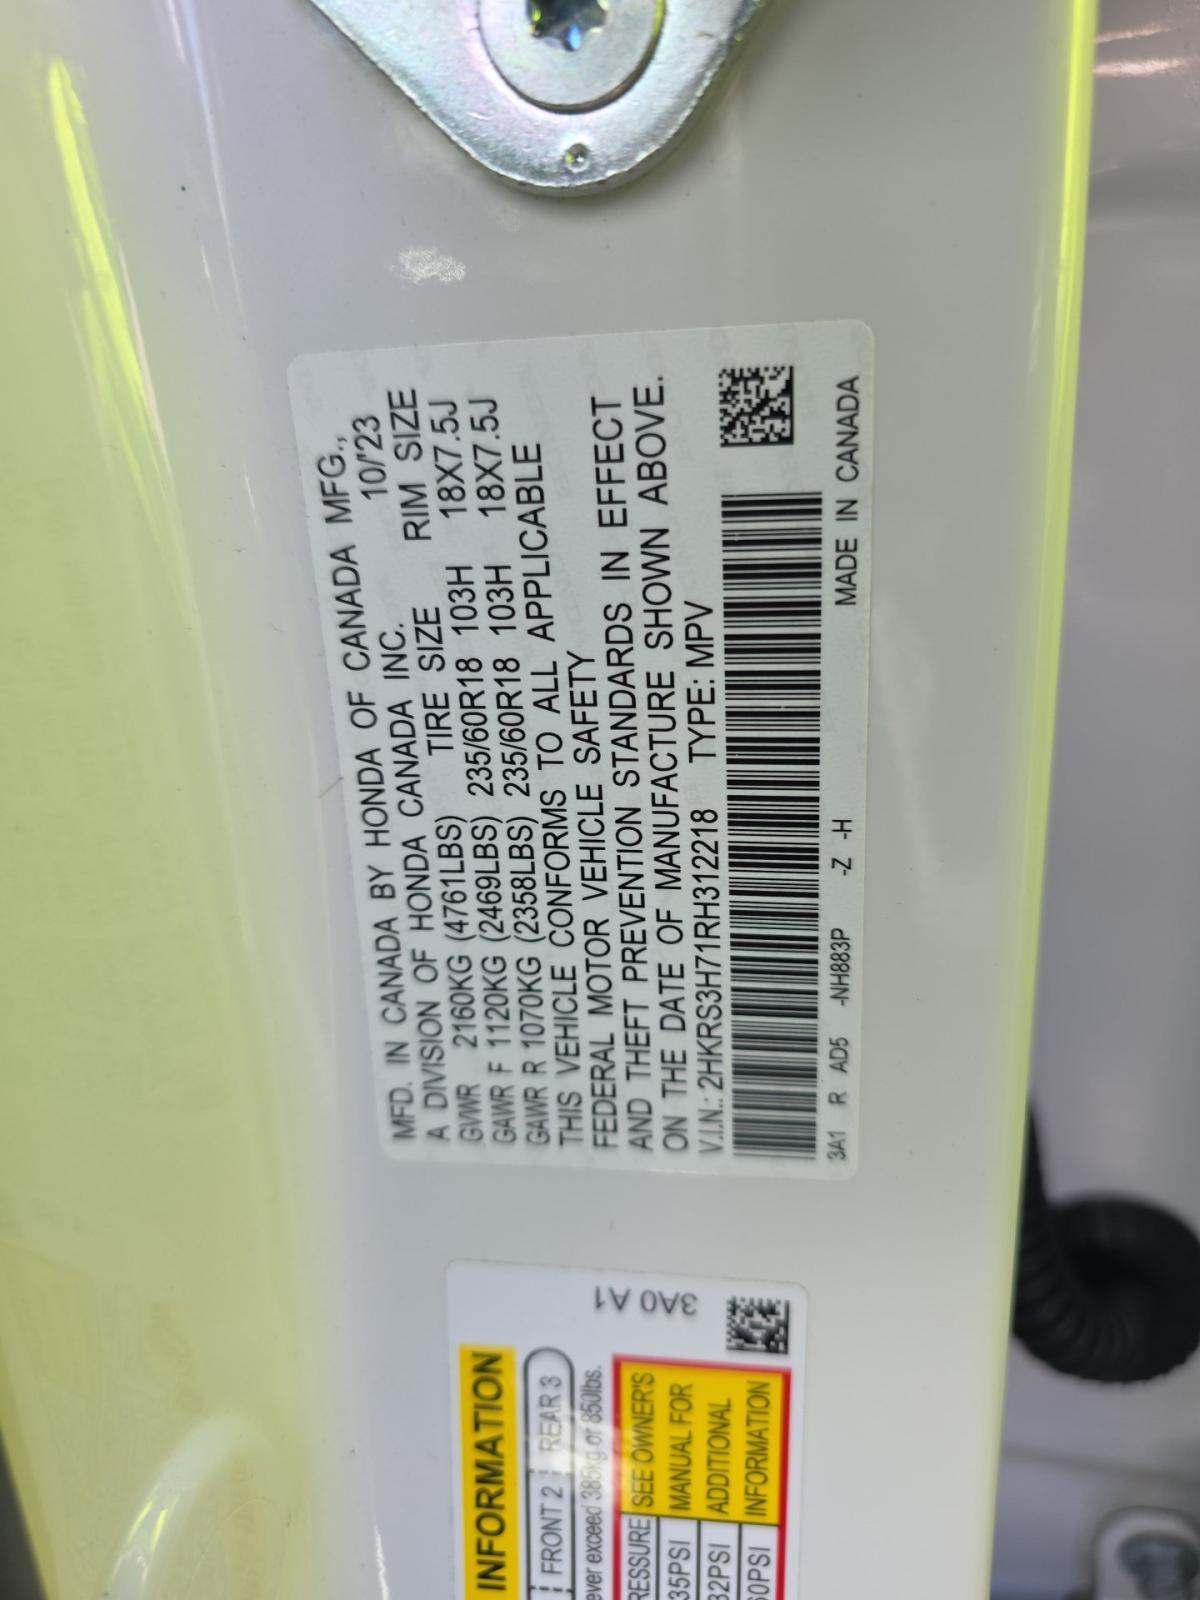 MFD. IN CANADA BY HONDA OF CANADA MFG.,
A DIVISION OF HONDA CANADA INC. 10/'23
GVWR 2160KG (4761LBS) TIRE SIZE RIM SIZE
GAWR F 1120KG (2469LBS) 235/60R18 103H 18X7.5J
GAWR R 1070KG (2358LBS) 235/60R18 103H 18X7.5J
THIS VEHICLE CONFORMS TO ALL APPLICABLE
FEDERAL MOTOR VEHICLE SAFETY
AND THEFT PREVENTION STANDARDS IN EFFECT
ON THE DATE OF MANUFACTURE SHOWN ABOVE.
V.I.N.: 2HKRS3H71RH312218 TYPE: MPV
3A1 R AD5 -NH883P -Z -H MADE IN CANADA
3A0 A1
INFORMATION
FRONT 2 REAR 3
exceed 385kg or 850lbs.
SEE OWNER'S
35PSI MANUAL FOR
ADDITIONAL
INFORMATION